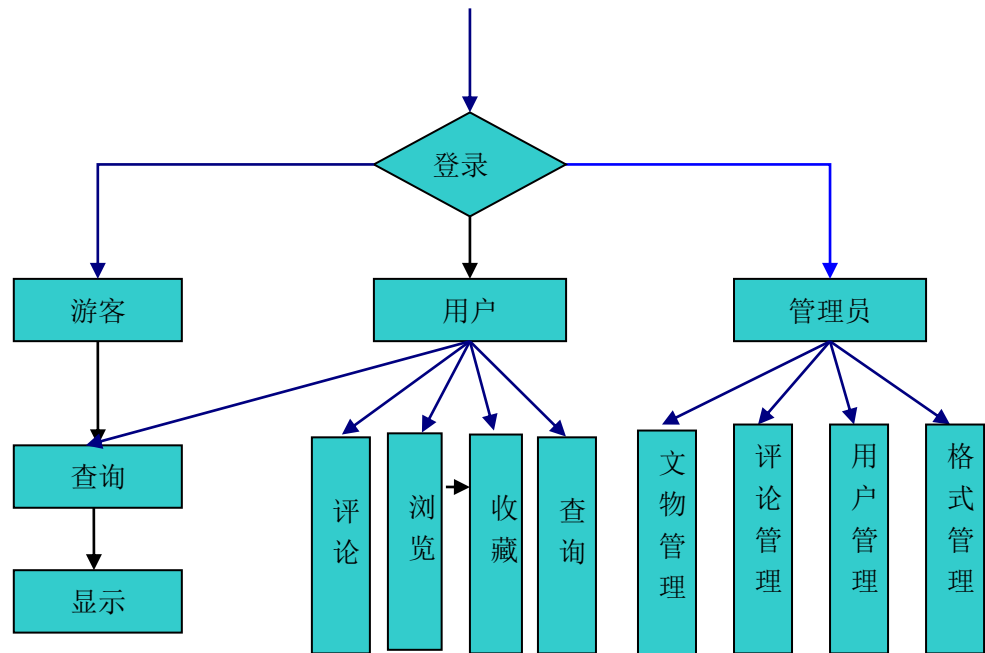 登录
游客
用户
管理员
查询
显示
评论
浏览
收藏
查询
文物管理
评论管理
用户管理
格式管理